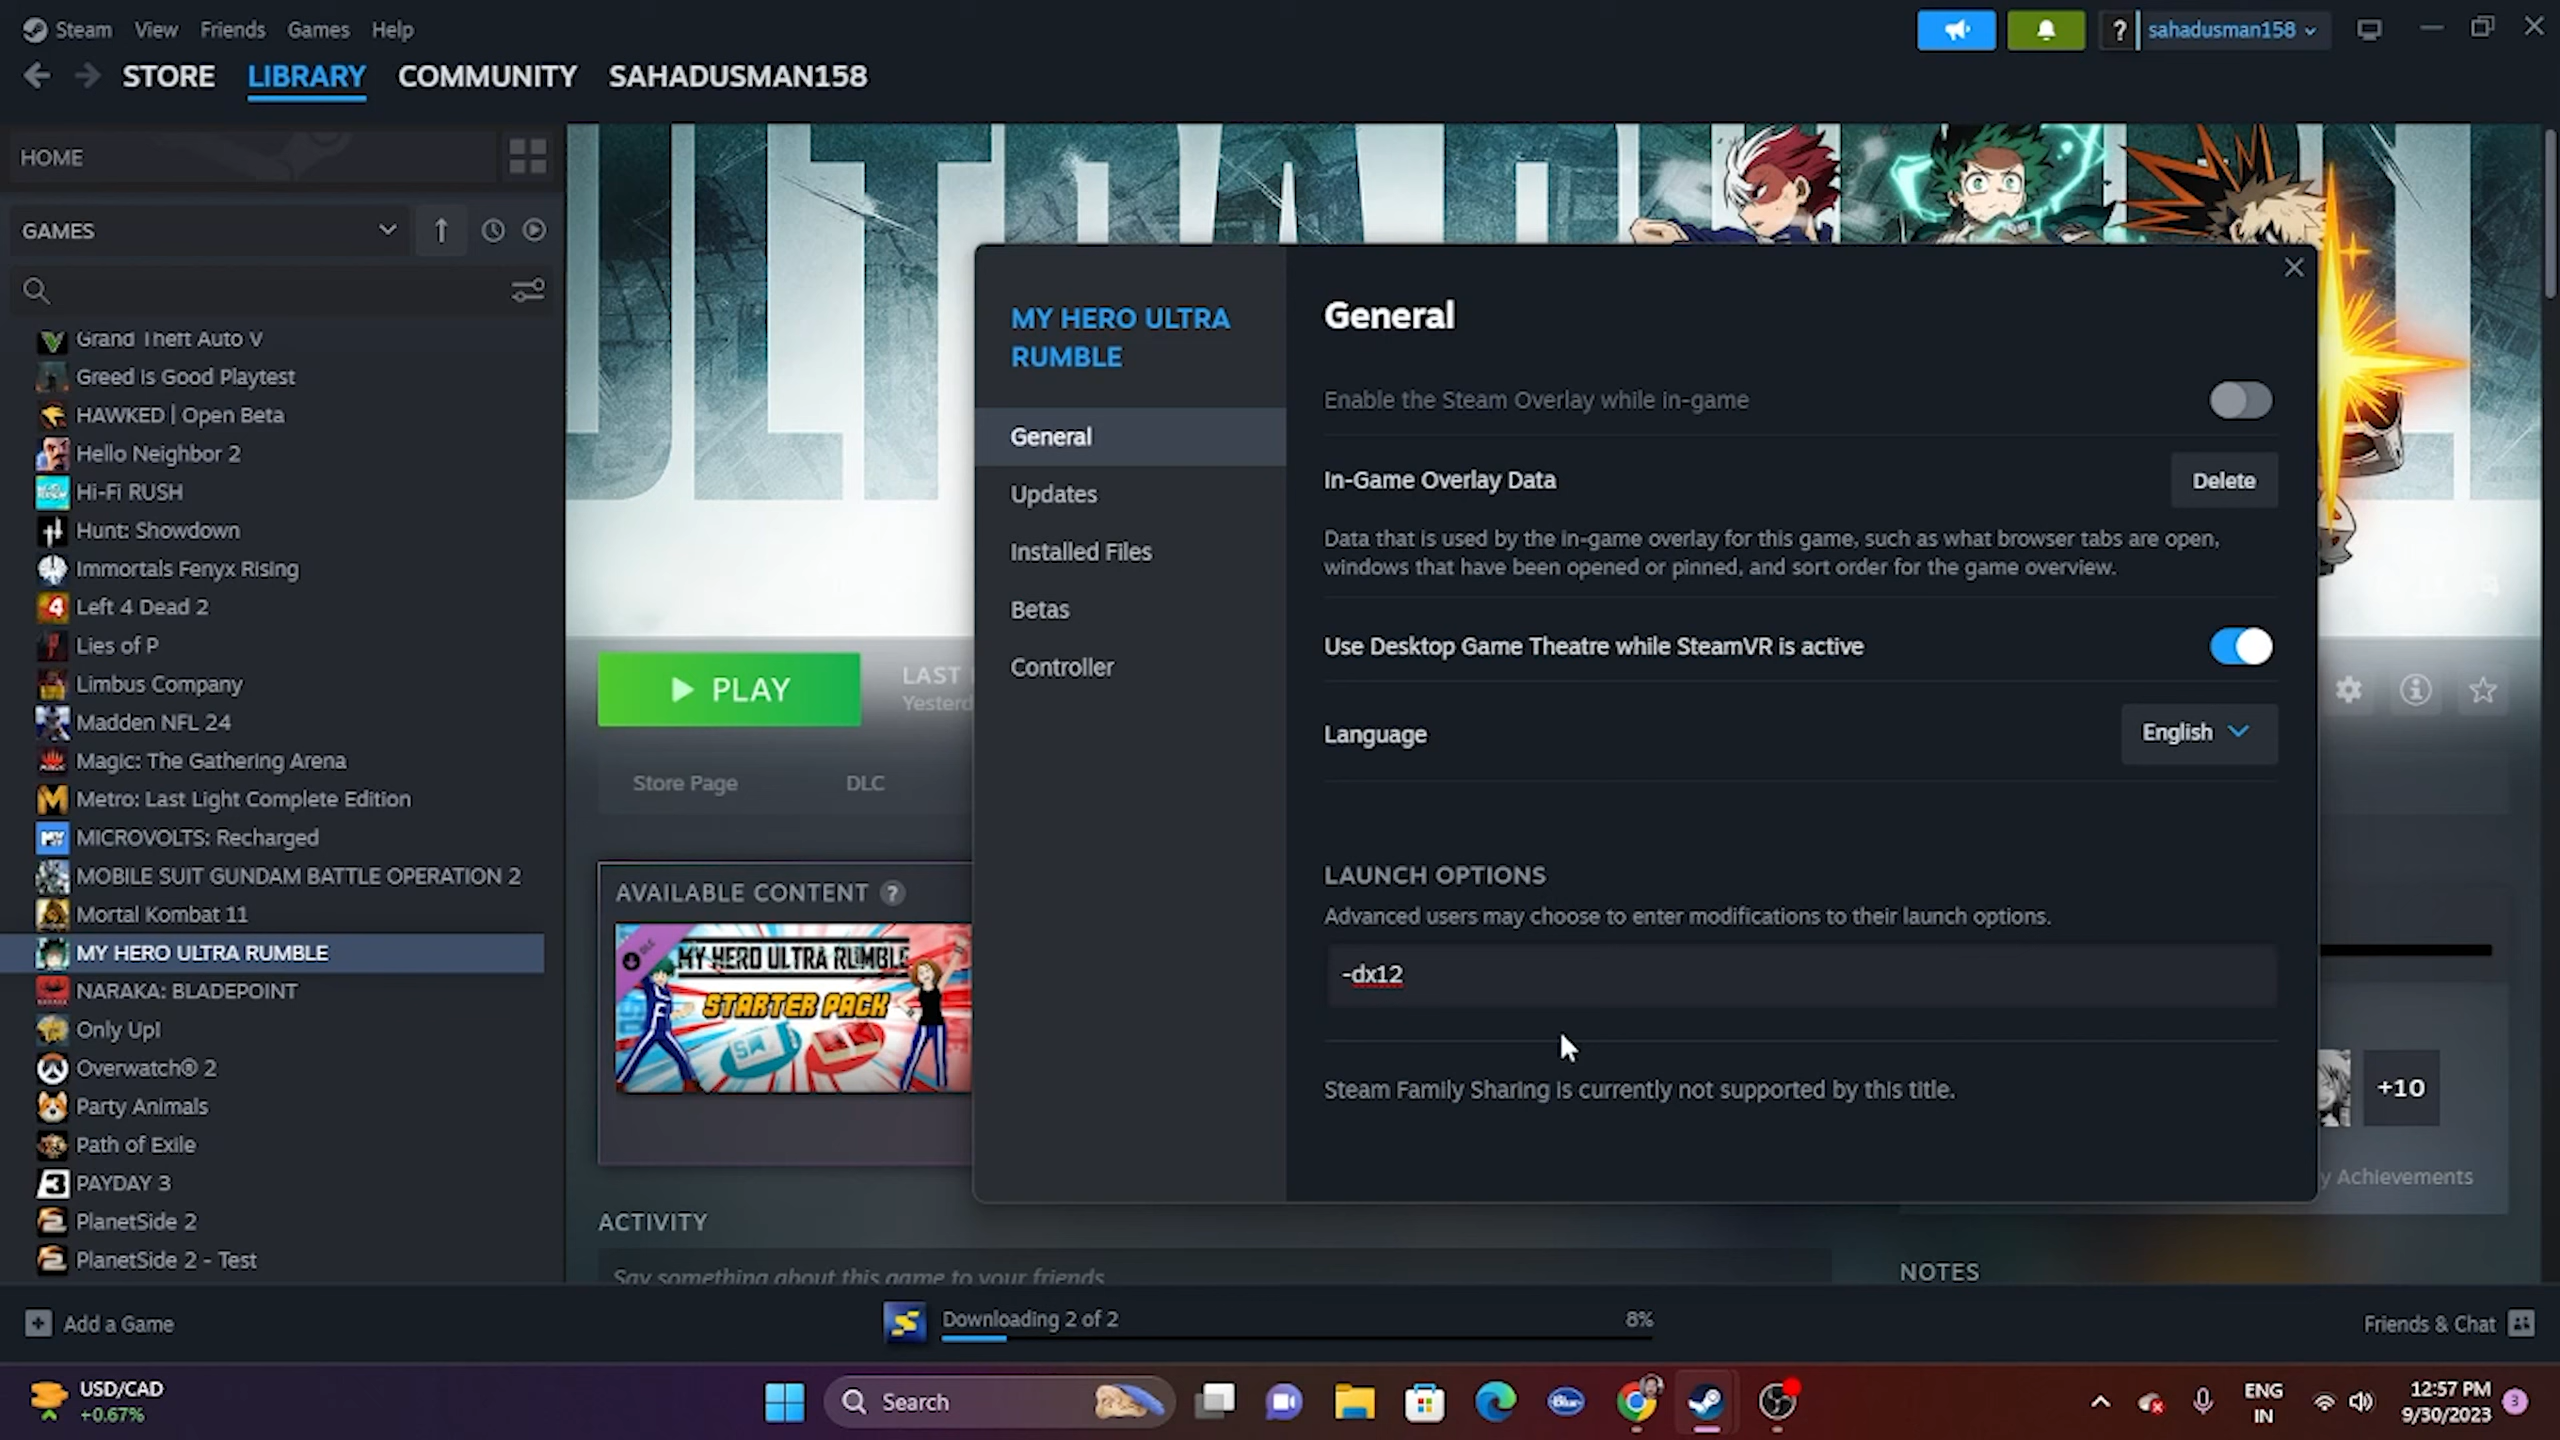 Steam View Friends Games Help
? sahadusman158
STORE LIBRARY COMMUNITY SAHADUSMAN158
HOME
GAMES
Grand Theft Auto V
Greed is Good Playtest
HAWKED | Open Beta
Hello Neighbor 2
Hi-Fi RUSH
Hunt: Showdown
Immortals Fenyx Rising
Left 4 Dead 2
Lies of P
Limbus Company
Madden NFL 24
Magic: The Gathering Arena
Metro: Last Light Complete Edition
MICROVOLTS: Recharged
MOBILE SUIT GUNDAM BATTLE OPERATION 2
Mortal Kombat 11
MY HERO ULTRA RUMBLE
NARAKA: BLADEPOINT
Only Up!
Overwatch® 2
Party Animals
Path of Exile
PAYDAY 3
PlanetSide 2
PlanetSide 2 - Test
ULTRA
PLAY
LAST
Yesterd
Store Page DLC
AVAILABLE CONTENT ?
DLC
MY HERO ULTRA RUMBLE
STARTER PACK
ACTIVITY
Say something about this game to your friends
MY HERO ULTRA
RUMBLE
General
Updates
Installed Files
Betas
Controller
General
Enable the Steam Overlay while in-game
In-Game Overlay Data Delete
Data that is used by the in-game overlay for this game, such as what browser tabs are open,
windows that have been opened or pinned, and sort order for the game overview.
Use Desktop Game Theatre while SteamVR is active
Language English
LAUNCH OPTIONS
Advanced users may choose to enter modifications to their launch options.
-dx12
Steam Family Sharing is currently not supported by this title.
+10
y Achievements
NOTES
Add a Game
Downloading 2 of 2 8%
Friends & Chat
USD/CAD
+0.67%
Search
Blue
ENG
IN
12:57 PM
9/30/2023
3